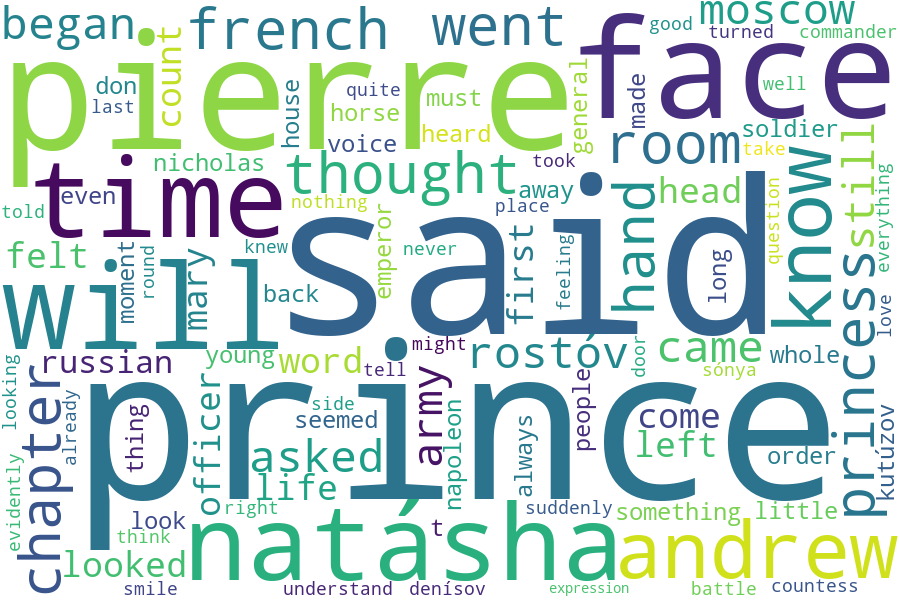 began
french
went
moscow
good
turned
commander
pierre
face
don
last
count
house
quite
horse
must
voice
heard
general
made
well
soldier
room
take
still
time
even
nicholas
thought
nothing
took
away
place
head
know
question
everything
told
felt
moment
round
mary
knew
back
emperor
never
said
first
feeling
hand
long
princess
love
will
russian
young
word
tell
might
rostóv
came
door
sónya
whole
looking
chapter
already
thing
officer
side
seemed
prince
army
napoleon
always
people
come
left
order
kutúzov
asked
life
evidently
look
think
looked
right
natásha
t
suddenly
something
little
andrew
smile
understand
denísov
expression
battle
countess